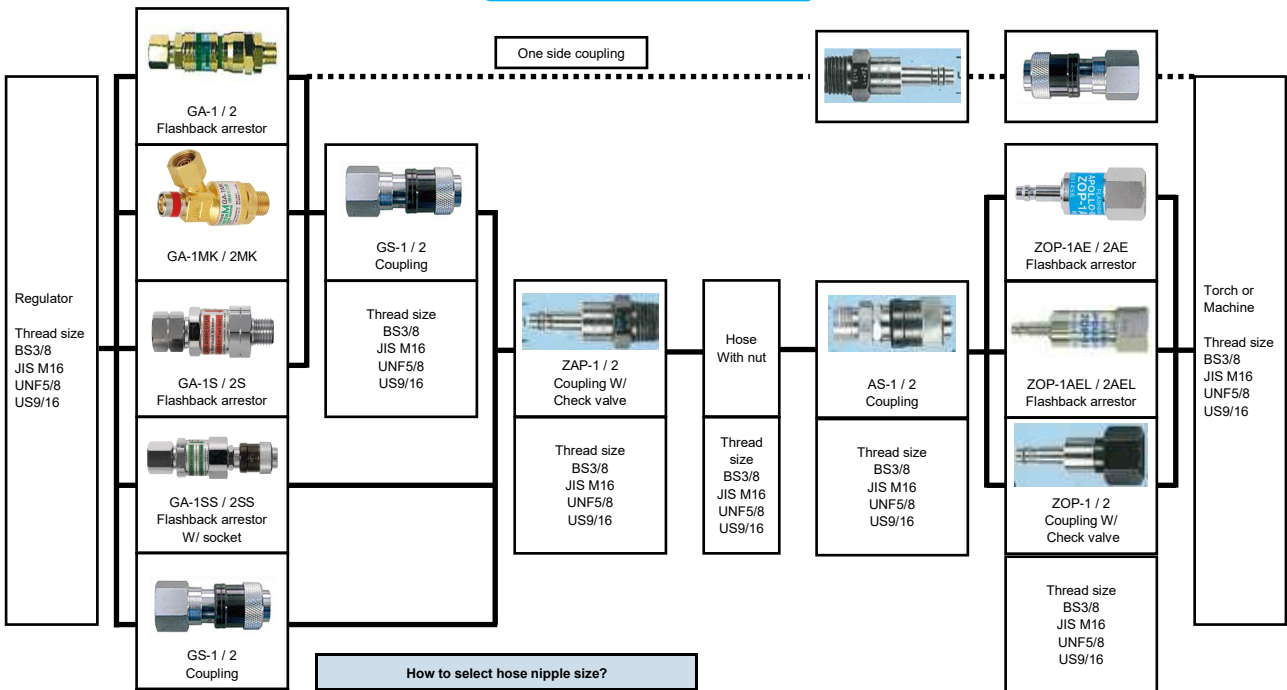 One side coupling
Regulator
Thread size
BS3/8
JIS M16
UNF5/8
US9/16
GA-1 / 2
Flashback arrestor
GA-1MK / 2MK
GA-1S / 2S
Flashback arrestor
GA-1SS / 2SS
Flashback arrestor
W/ socket
GS-1 / 2
Coupling
GS-1 / 2
Coupling
Thread size
BS3/8
JIS M16
UNF5/8
US9/16
ZAP-1 / 2
Coupling W/
Check valve
Thread size
BS3/8
JIS M16
UNF5/8
US9/16
Hose
With nut
Thread
size
BS3/8
JIS M16
UNF5/8
US9/16
AS-1 / 2
Coupling
Thread size
BS3/8
JIS M16
UNF5/8
US9/16
APOLLO
ZOP-1A
ZOP-1AE / 2AE
Flashback arrestor
ZOP-1AEL / 2AEL
Flashback arrestor
ZOP-1 / 2
Coupling W/
Check valve
Thread size
BS3/8
JIS M16
UNF5/8
US9/16
Torch or
Machine
Thread size
BS3/8
JIS M16
UNF5/8
US9/16
How to select hose nipple size?